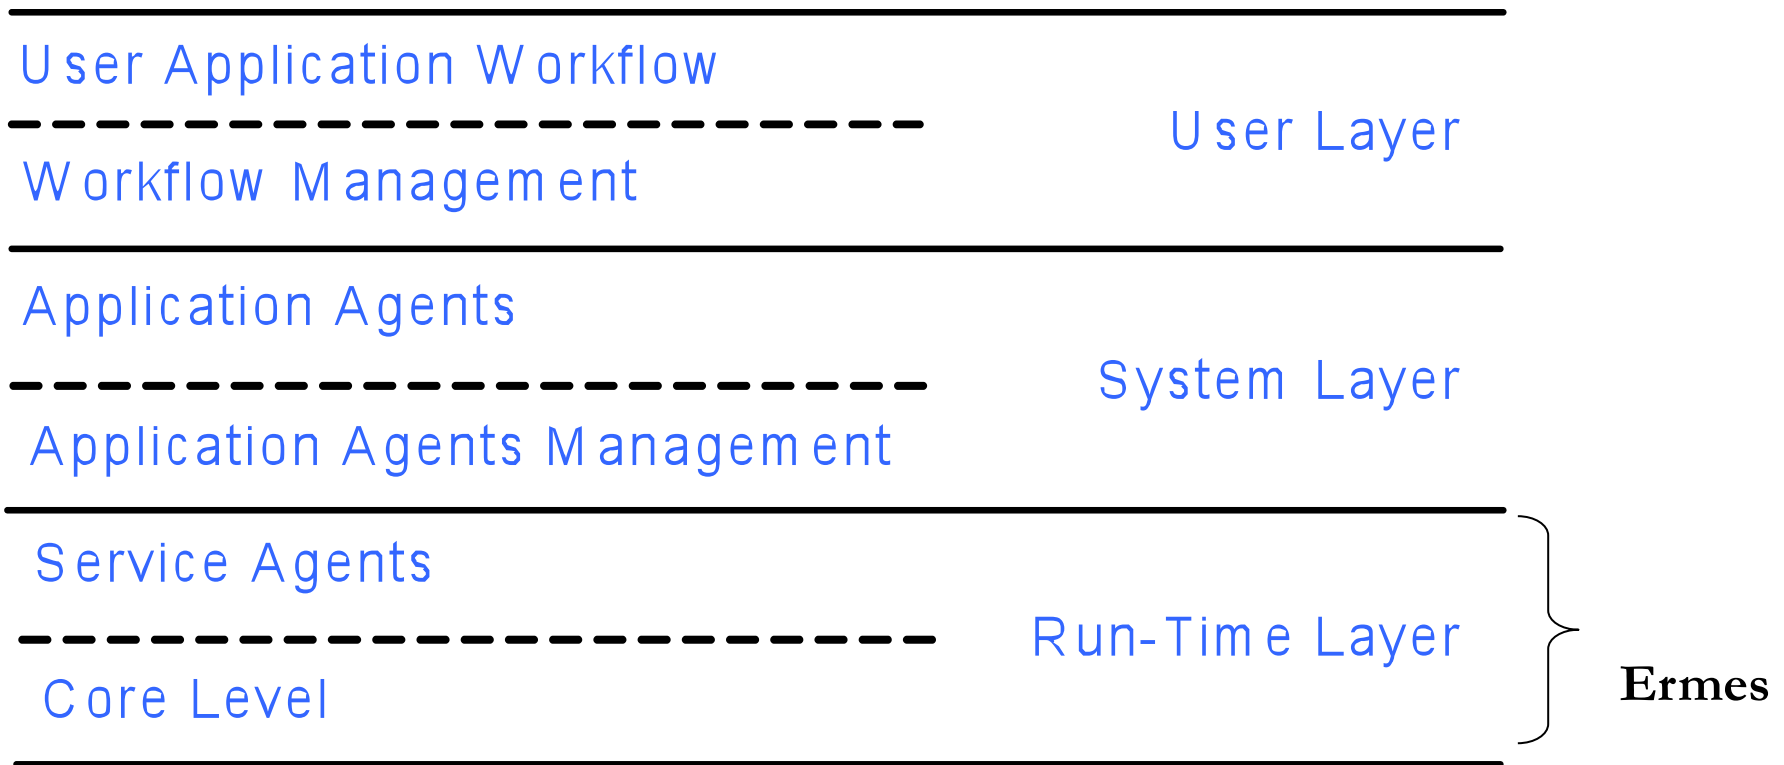 User Application Workflow
User Layer
Workflow Management
Application Agents
System Layer
Application Agents Management
Service Agents
Run-Time Layer
Ermes
Core Level